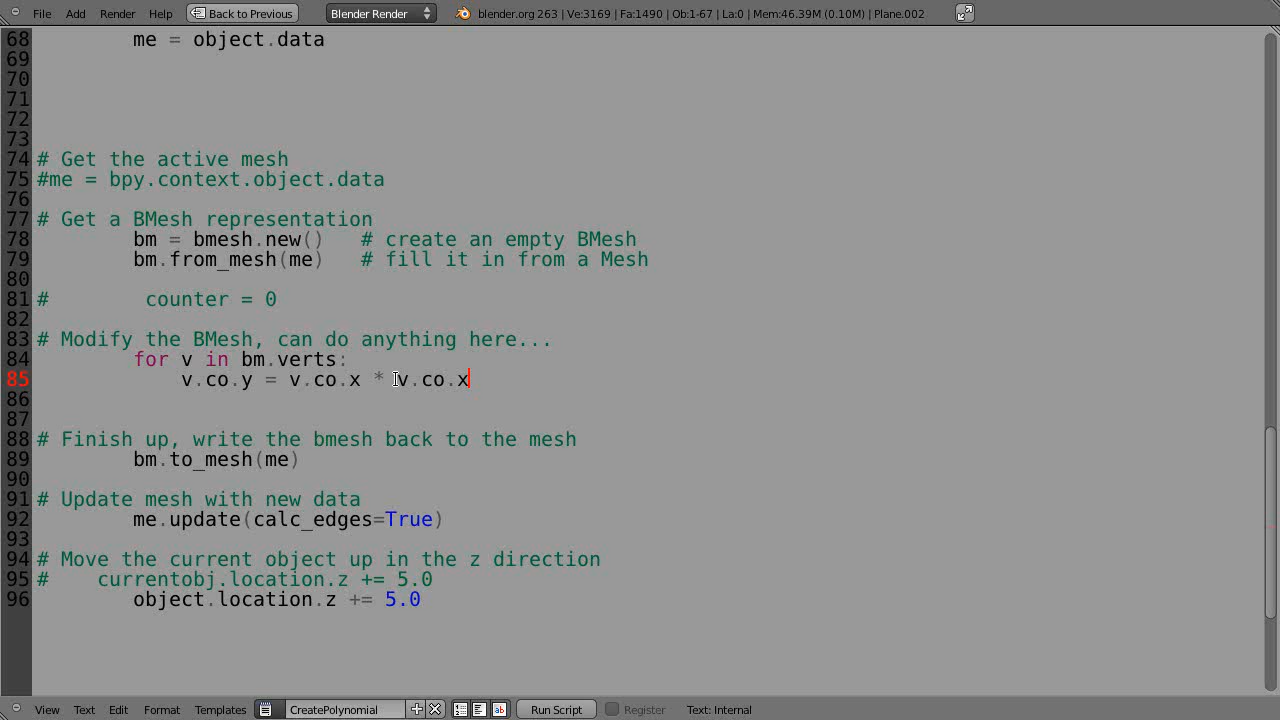 File Add Render Help Back to Previous Blender Render blender.org 263 | Ve:3169 | Fa:1490 | Ob:1-67 | La:0 | Mem:46.39M (0.10M) | Plane.002
68 me = object.data
69
70
71
72
73
74 # Get the active mesh
75 #me = bpy.context.object.data
76
77 # Get a BMesh representation
78 bm = bmesh.new() # create an empty BMesh
79 bm.from_mesh(me) # fill it in from a Mesh
80
81 # counter = 0
82
83 # Modify the BMesh, can do anything here...
84 for v in bm.verts:
85 v.co.y = v.co.x * v.co.x
86
87
88 # Finish up, write the bmesh back to the mesh
89 bm.to_mesh(me)
90
91 # Update mesh with new data
92 me.update(calc_edges=True)
93
94 # Move the current object up in the z direction
95 # currentobj.location.z += 5.0
96 object.location.z += 5.0
View Text Edit Format Templates CreatePolynomial Run Script Register Text: Internal